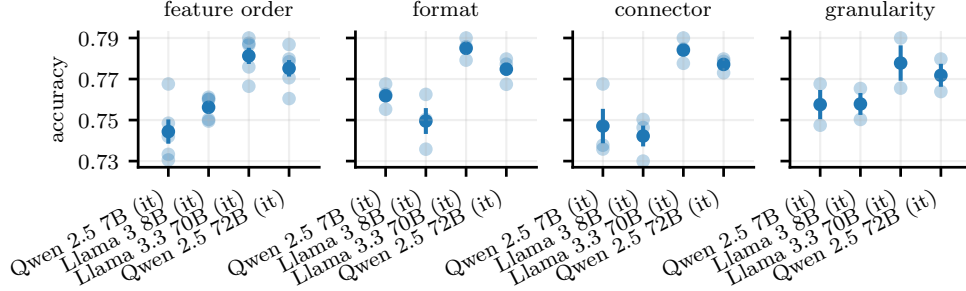 feature order
format
connector
granularity
accuracy
0.79
0.77
0.75
0.73
Qwen 2.5 7B (it)
Llama 3 8B (it)
Llama 3.3 70B (it)
Qwen 2.5 72B (it)
Qwen 2.5 7B (it)
Llama 3 8B (it)
Llama 3.3 70B (it)
Qwen 2.5 72B (it)
Qwen 2.5 7B (it)
Llama 3 8B (it)
Llama 3.3 70B (it)
Qwen 2.5 72B (it)
Qwen 2.5 7B (it)
Llama 3 8B (it)
Llama 3.3 70B (it)
Qwen 2.5 72B (it)